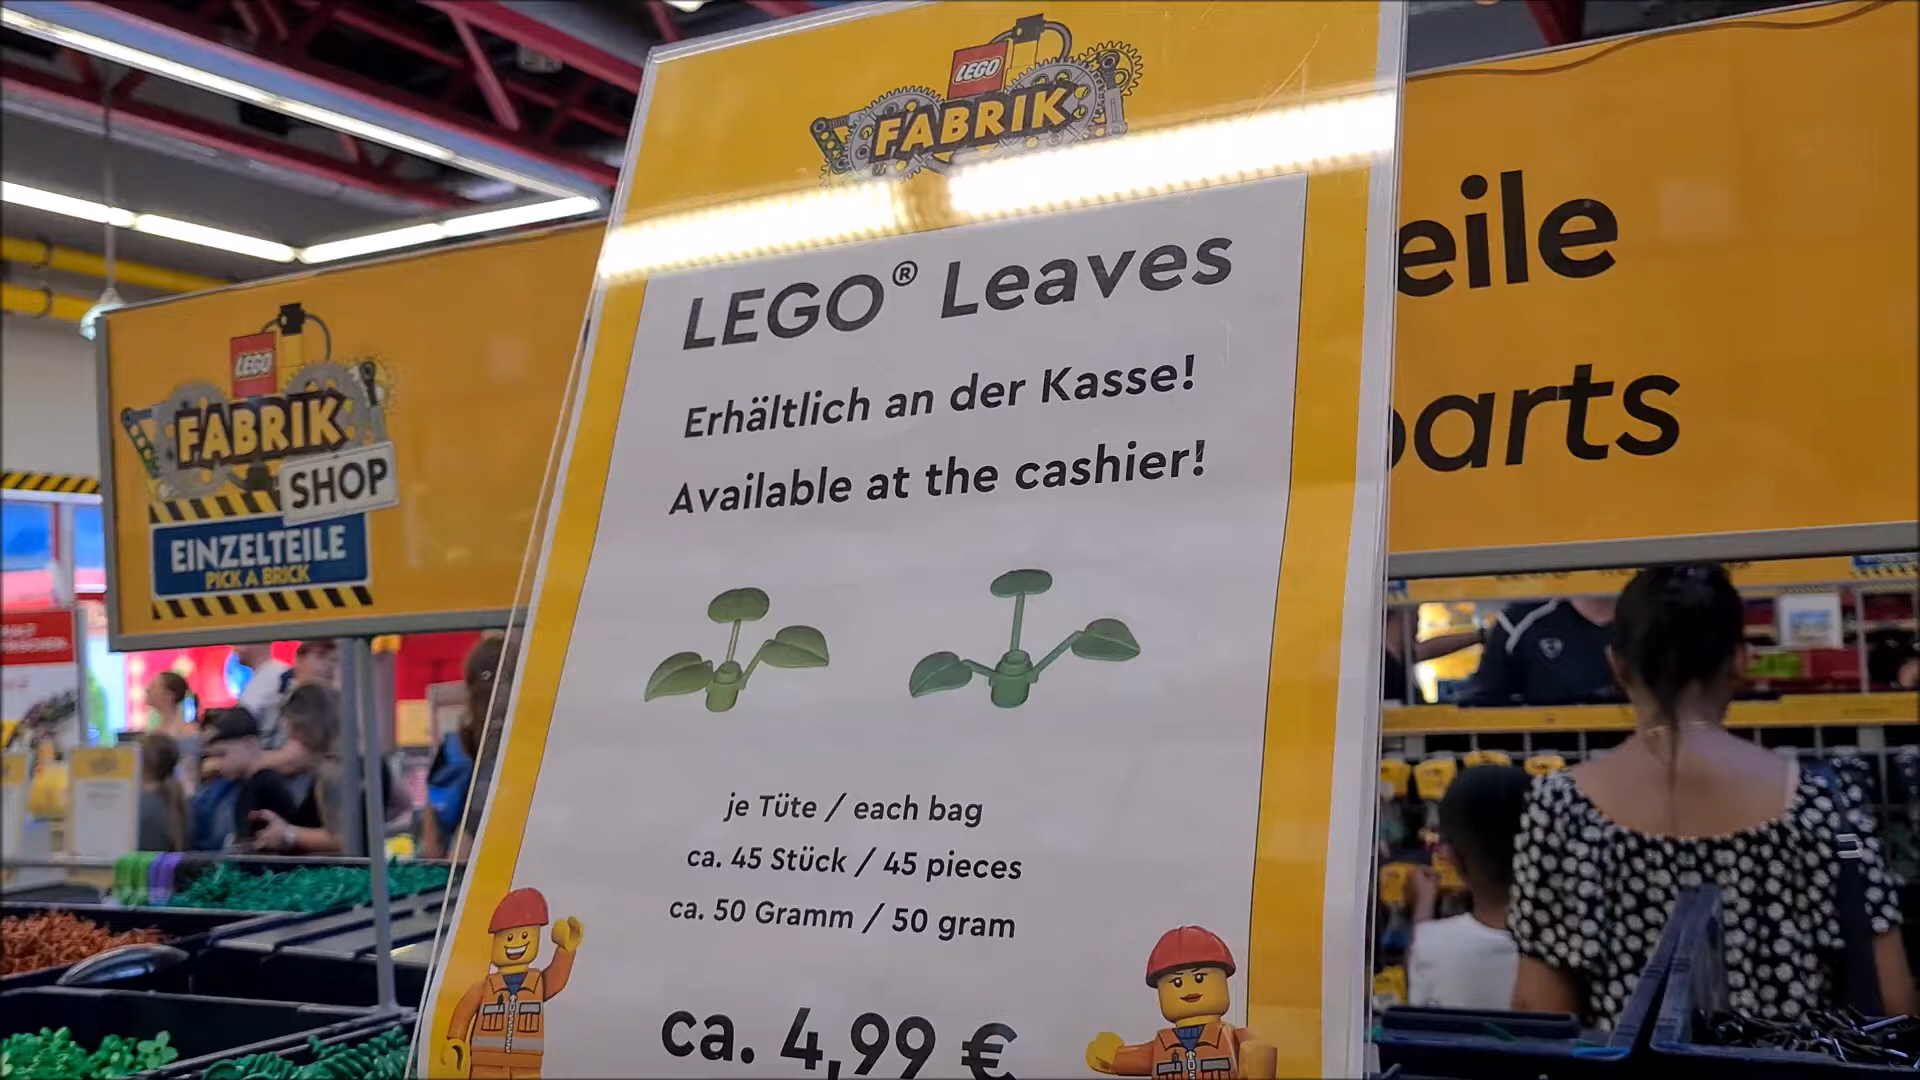 LEGO
FABRIK
LEGO® Leaves
Erhältlich an der Kasse!
Available at the cashier!
je Tüte / each bag
ca. 45 Stück / 45 pieces
ca. 50 Gramm / 50 gram
ca. 4,99 €
LEGO
FABRIK
SHOP
EINZELTEILE
PICK A BRICK
eile
parts